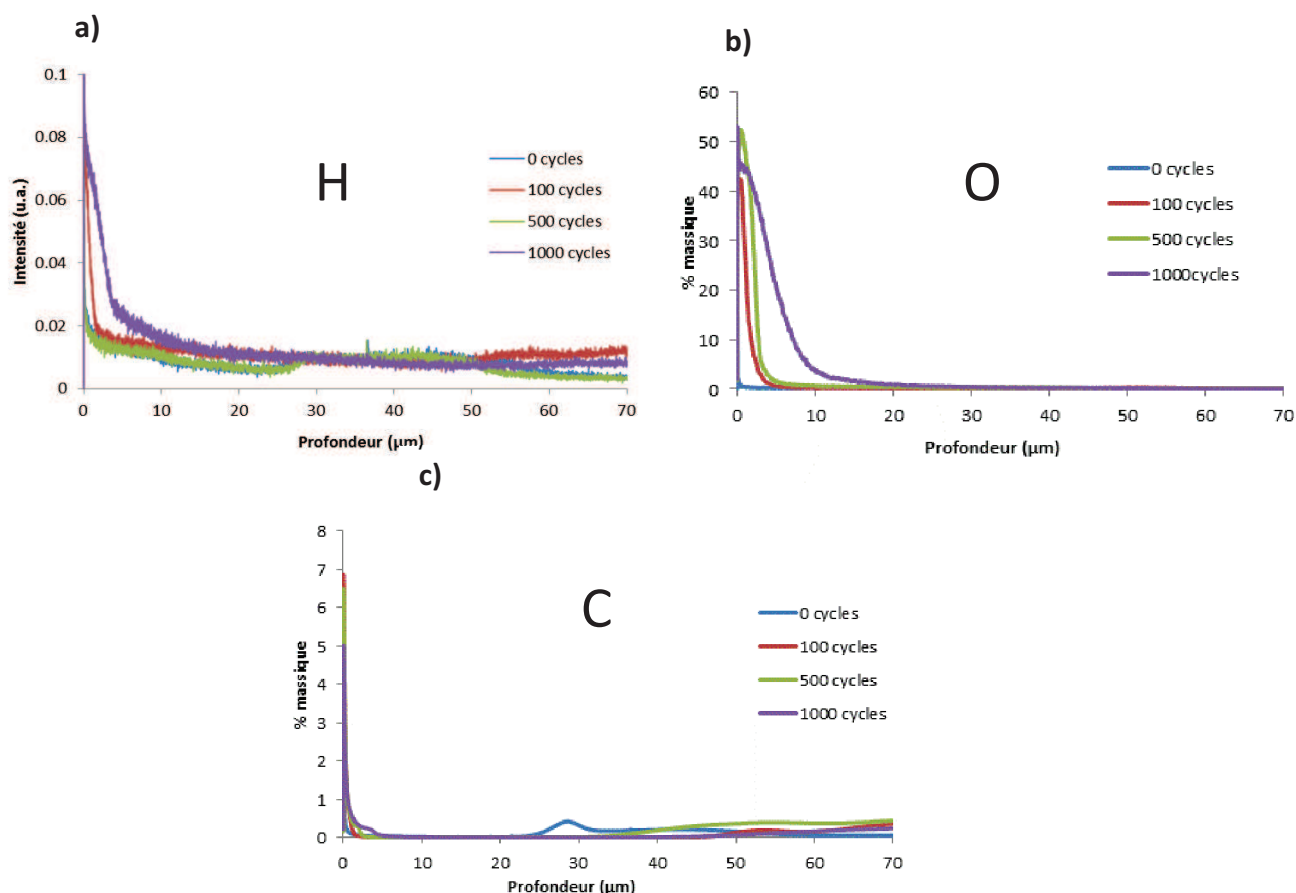 a)
0.1
0.08
0.06
0.04
0.02
0
0 10 20 30 40 50 60 70
Intensité (u.a.)
Profondeur (µm)
H
0 cycles
100 cycles
500 cycles
1000 cycles
b)
60
50
40
30
20
10
0
0 10 20 30 40 50 60 70
% massique
Profondeur (µm)
O
0 cycles
100 cycles
500 cycles
1000cycles
c)
8
7
6
5
4
3
2
1
0
0 10 20 30 40 50 60 70
% massique
Profondeur (µm)
C
0 cycles
100 cycles
500 cycles
1000 cycles